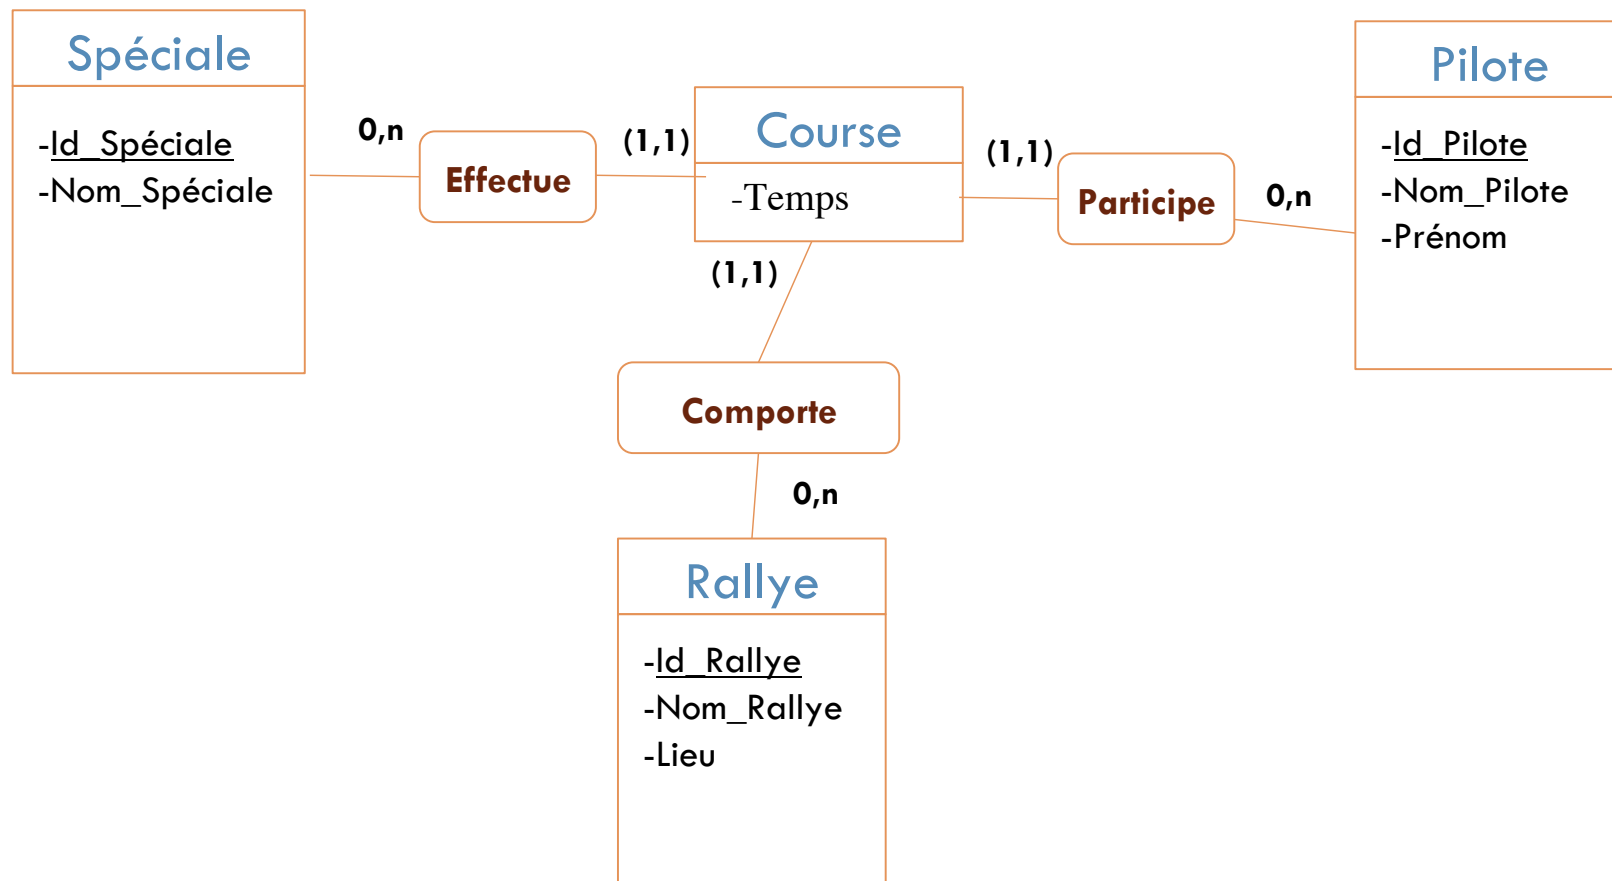 Spéciale
-Id_Spéciale
-Nom_Spéciale
0,n
Effectue
(1,1)
Course
-Temps
(1,1)
Participe
0,n
Pilote
-Id_Pilote
-Nom_Pilote
-Prénom
(1,1)
Comporte
0,n
Rallye
-Id_Rallye
-Nom_Rallye
-Lieu